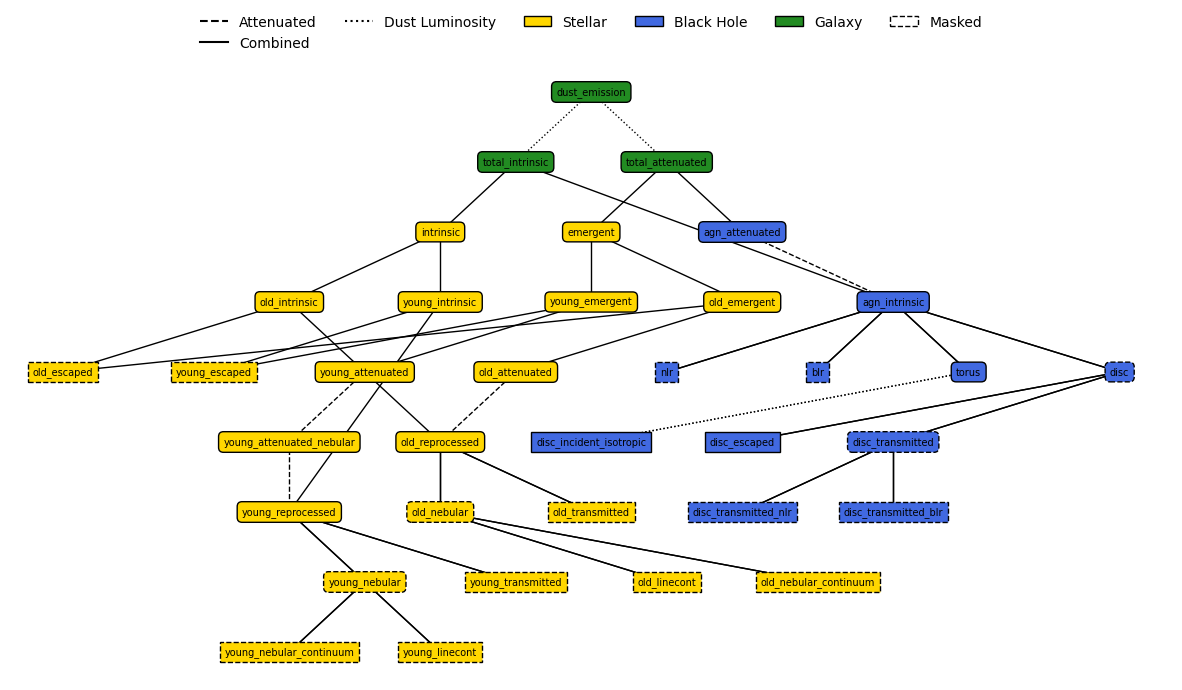 Attenuated
Dust Luminosity
Stellar
Black Hole
Galaxy
Masked
Combined
dust_emission
total_intrinsic
total_attenuated
intrinsic
emergent
agn_attenuated
old_intrinsic
young_intrinsic
young_emergent
old_emergent
agn_intrinsic
old_escaped
young_escaped
young_attenuated
old_attenuated
nlr
blr
torus
disc
young_attenuated_nebular
old_reprocessed
disc_incident_isotropic
disc_escaped
disc_transmitted
young_reprocessed
old_nebular
old_transmitted
disc_transmitted_nlr
disc_transmitted_blr
young_nebular
young_transmitted
old_linecont
old_nebular_continuum
young_nebular_continuum
young_linecont